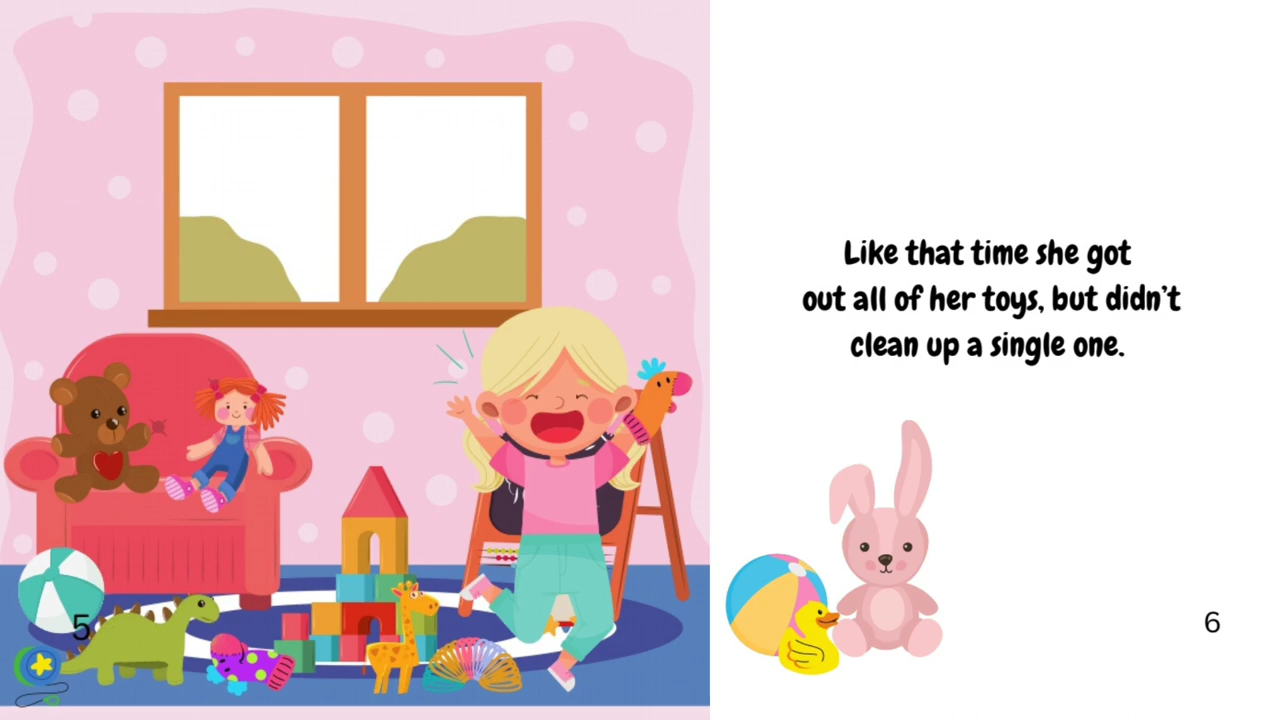 Like that time she got
out all of her toys, but didn't
clean up a single one.
5
6